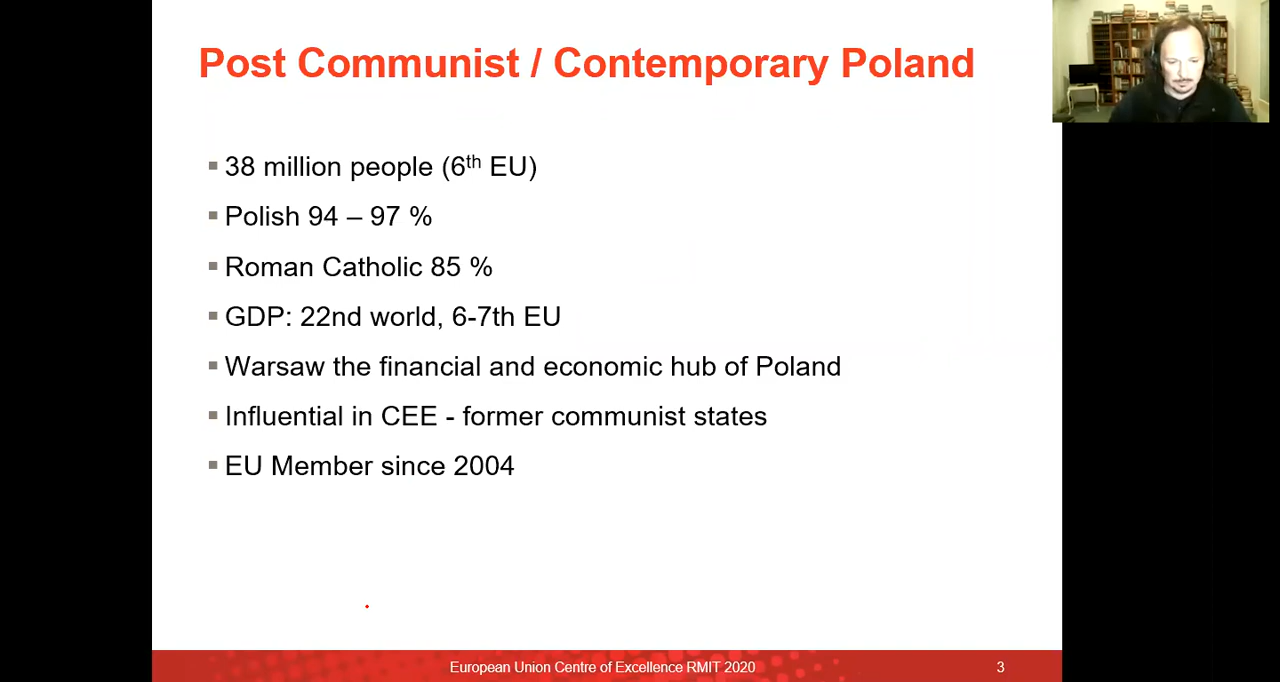 Post Communist / Contemporary Poland
38 million people (6th EU)
Polish 94 – 97 %
Roman Catholic 85 %
GDP: 22nd world, 6-7th EU
Warsaw the financial and economic hub of Poland
Influential in CEE - former communist states
EU Member since 2004
European Union Centre of Excellence RMIT 2020
3